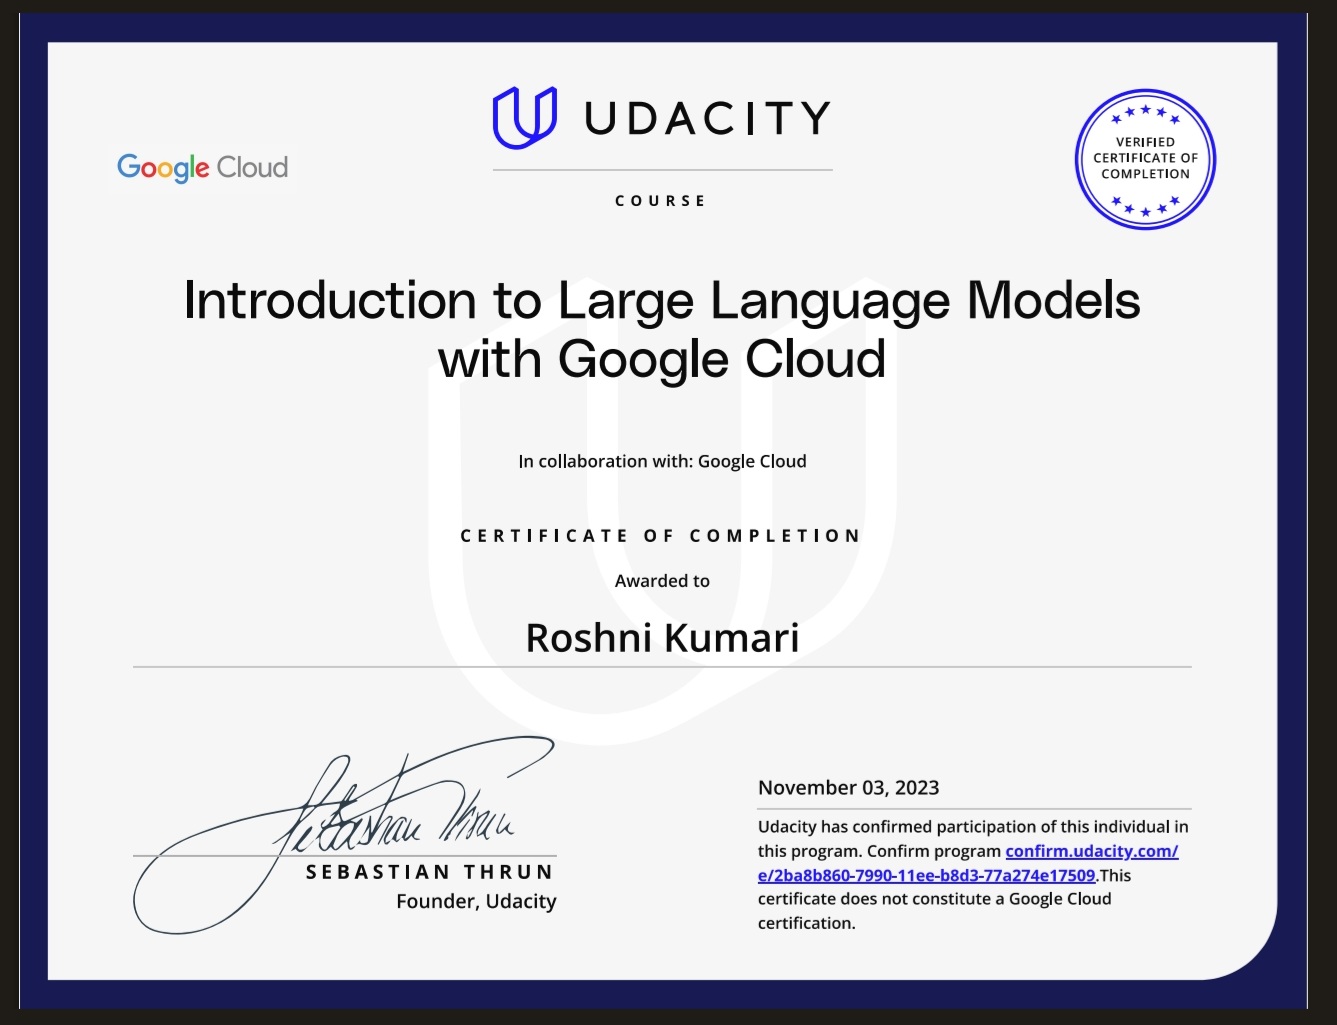 UDACITY
Google Cloud
VERIFIED
CERTIFICATE OF
COMPLETION
COURSE
Introduction to Large Language Models
with Google Cloud
In collaboration with: Google Cloud
CERTIFICATE OF COMPLETION
Awarded to
Roshni Kumari
Sebastian Thrun
SEBASTIAN THRUN
Founder, Udacity
November 03, 2023
Udacity has confirmed participation of this individual in
this program. Confirm program confirm.udacity.com/
e/2ba8b860-7990-11ee-b8d3-77a274e17509.This
certificate does not constitute a Google Cloud
certification.